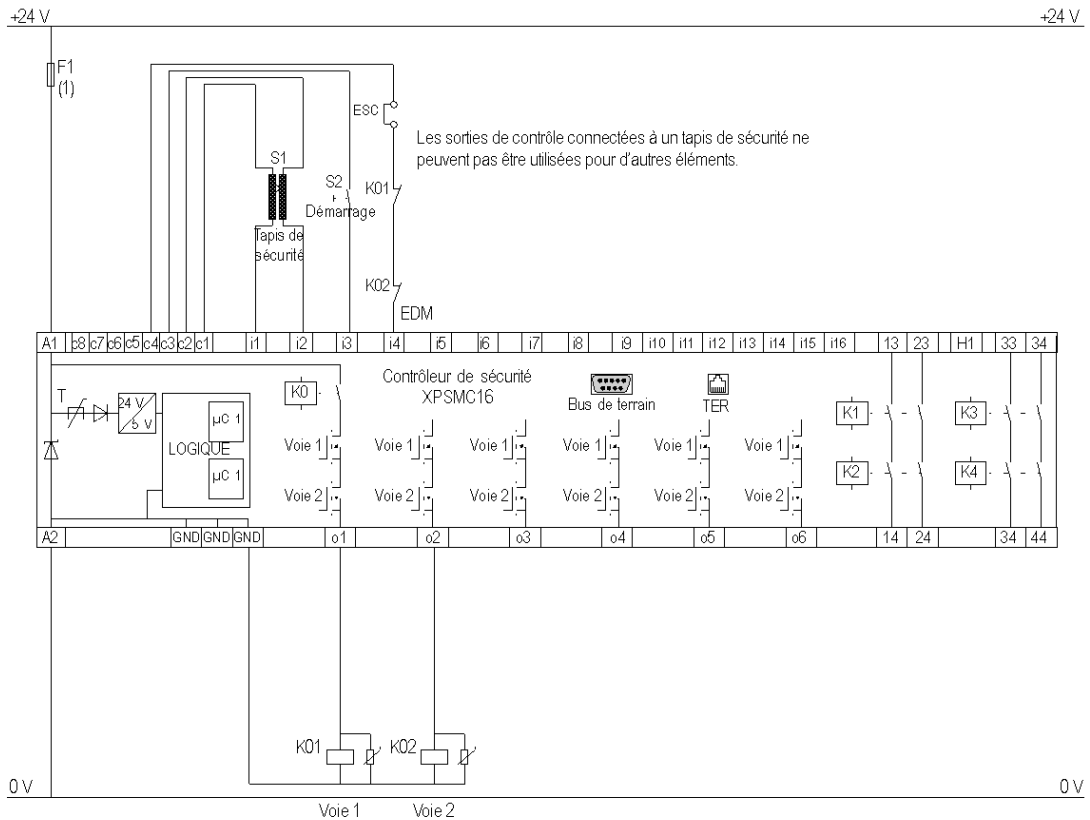 +24 V
+24 V
F1
(1)
ESC
Les sorties de contrôle connectées à un tapis de sécurité ne
peuvent pas être utilisées pour d'autres éléments.
S1
S2
Démarrage
K01
Tapis de
sécurité
K02
EDM
A1 c8 c7 c6 c5 c4 c3 c2 c1 i1 i2 i3 i4 i5 i6 i7 i8 i9 i10 i11 i12 i13 i14 i15 i16 13 23 H1 33 34
T
24 V
5 V
LOGIQUE
µC 1
µC 1
K0
Contrôleur de sécurité
XPSMC16
Bus de terrain
TER
K1
K3
Voie 1 Voie 1 Voie 1 Voie 1 Voie 1 Voie 1
K2
K4
Voie 2 Voie 2 Voie 2 Voie 2 Voie 2 Voie 2
A2 GND GND GND o1 o2 o3 o4 o5 o6 14 24 34 44
K01
K02
0 V
0 V
Voie 1
Voie 2